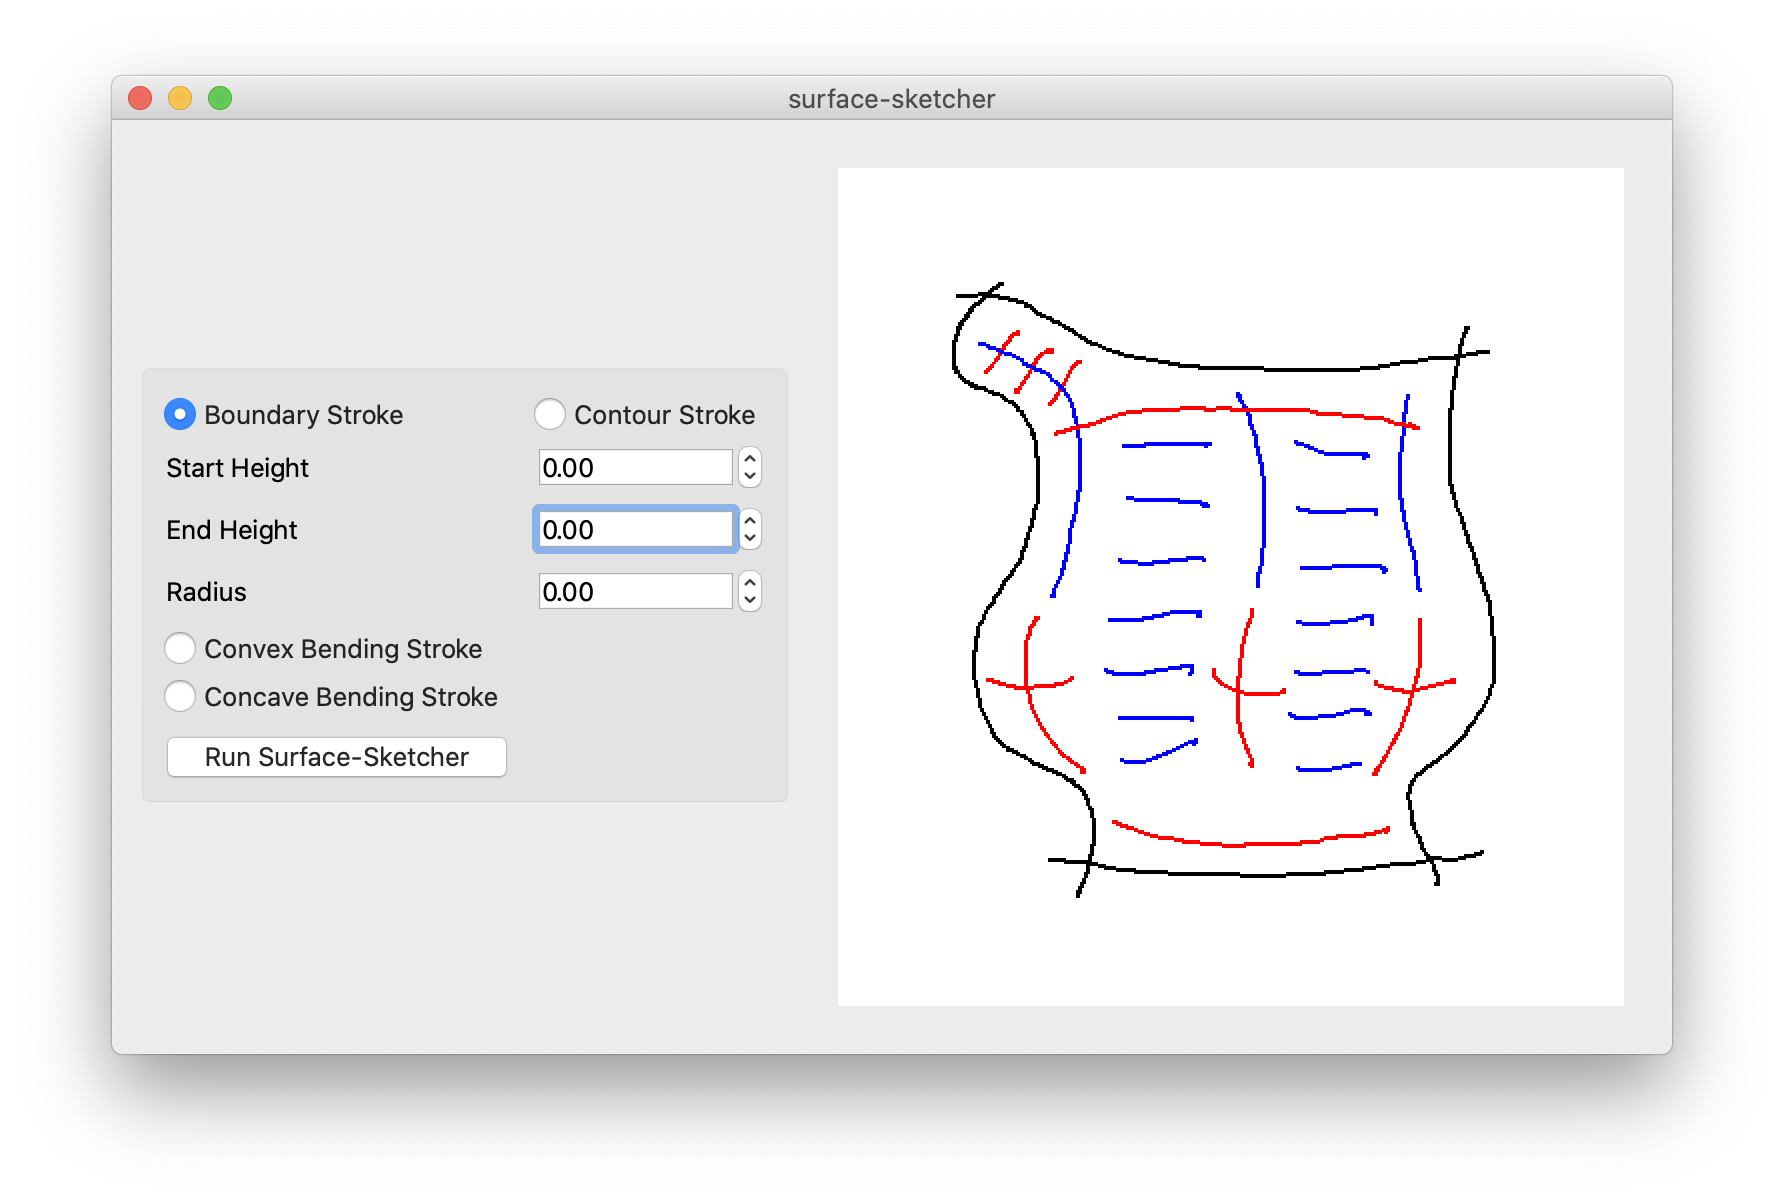 surface-sketcher
Boundary Stroke Contour Stroke
Start Height 0.00
End Height 0.00
Radius 0.00
Convex Bending Stroke
Concave Bending Stroke
Run Surface-Sketcher